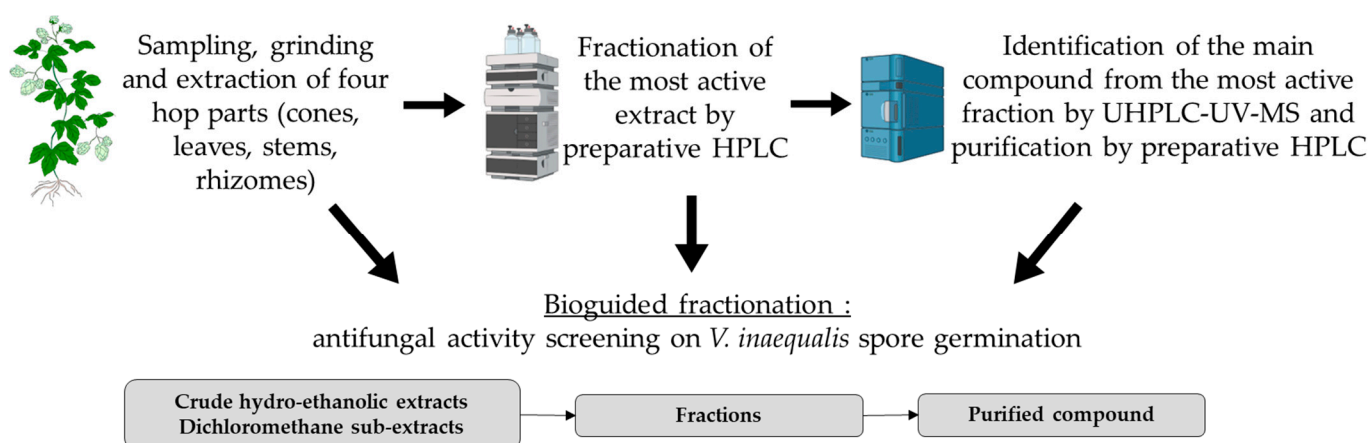 Sampling, grinding
and extraction of four
hop parts (cones,
leaves, stems,
rhizomes)
Fractionation of
the most active
extract by
preparative HPLC
Identification of the main
compound from the most active
fraction by UHPLC-UV-MS and
purification by preparative HPLC
Bioguided fractionation :
antifungal activity screening on V. inaequalis spore germination
Crude hydro-ethanolic extracts
Dichloromethane sub-extracts
Fractions
Purified compound